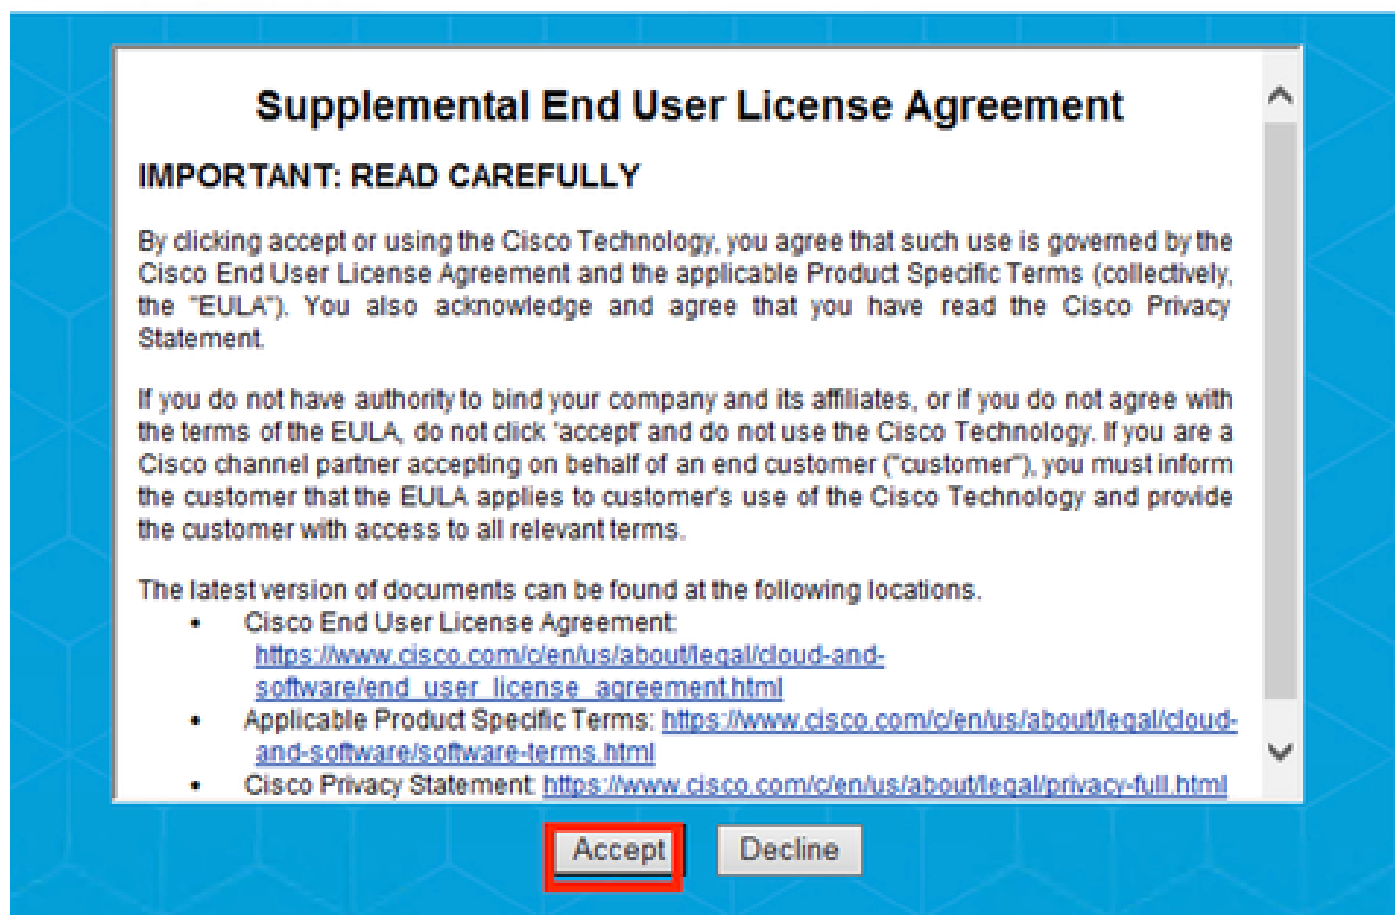 Supplemental End User License Agreement
IMPORTANT: READ CAREFULLY
By clicking accept or using the Cisco Technology, you agree that such use is governed by the
Cisco End User License Agreement and the applicable Product Specific Terms (collectively,
the "EULA"). You also acknowledge and agree that you have read the Cisco Privacy
Statement.
If you do not have authority to bind your company and its affiliates, or if you do not agree with
the terms of the EULA, do not click 'accept' and do not use the Cisco Technology. If you are a
Cisco channel partner accepting on behalf of an end customer ("customer"), you must inform
the customer that the EULA applies to customer's use of the Cisco Technology and provide
the customer with access to all relevant terms.
The latest version of documents can be found at the following locations.
• Cisco End User License Agreement:
https://www.cisco.com/c/en/us/about/legal/cloud-and-
software/end_user_license_agreement.html
• Applicable Product Specific Terms: https://www.cisco.com/c/en/us/about/legal/cloud-
and-software/software-terms.html
• Cisco Privacy Statement: https://www.cisco.com/c/en/us/about/legal/privacy-full.html
Accept Decline